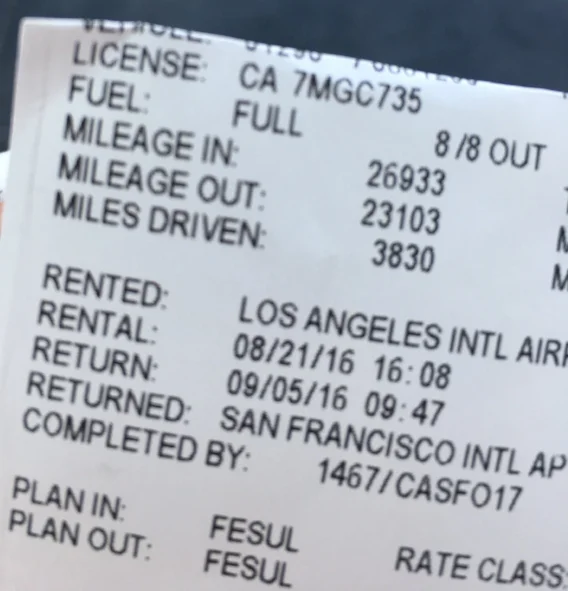 VEHICLE:
LICENSE: CA 7MGC735
FUEL: FULL 8/8 OUT
MILEAGE IN: 26933
MILEAGE OUT: 23103
MILES DRIVEN: 3830
RENTED: LOS ANGELES INTL
RENTAL: 08/21/16 16:08
RETURN: 09/05/16 09:47
RETURNED: SAN FRANCISCO INTL AP
COMPLETED BY: 1467/CASFO17
PLAN IN: FESUL
PLAN OUT: FESUL RATE CLASS: